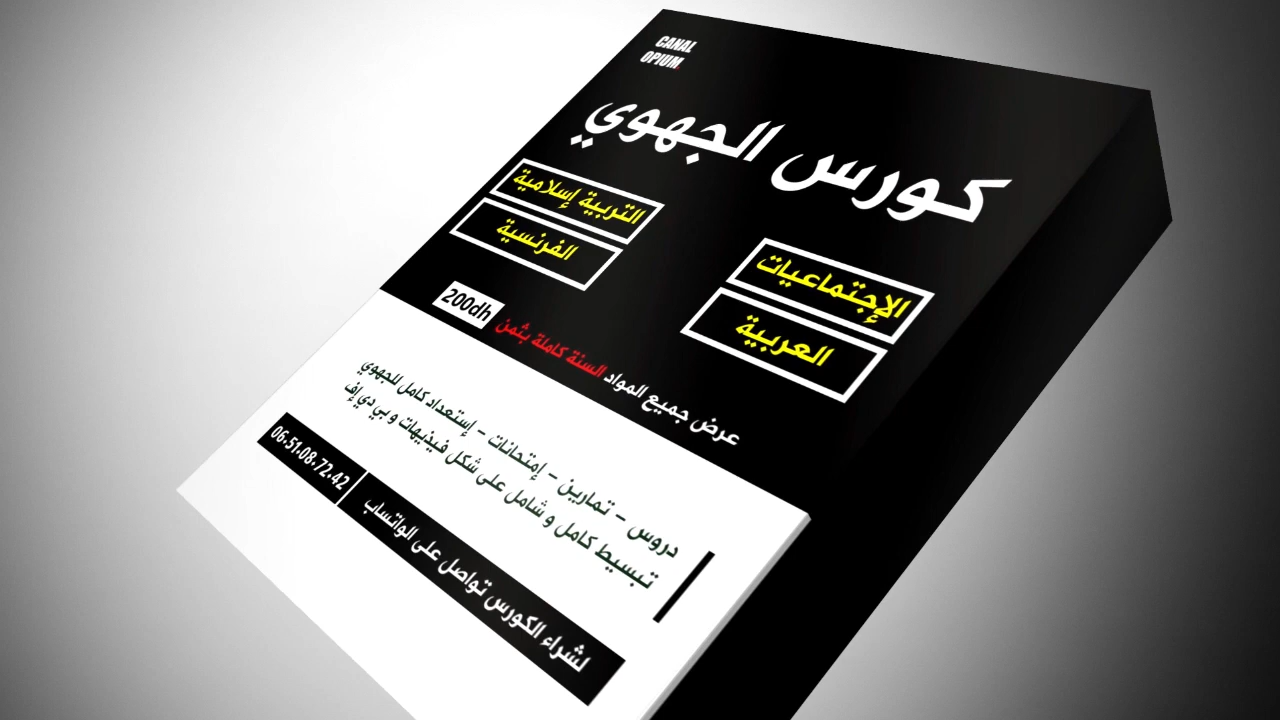 CANAL
OPIUM.
كورس الجهوي
الإجتماعيات
التربية إسلامية
العربية
الفرنسية
عرض جميع المواد السنة كاملة بثمن 200dh
دروس - تمارين - إمتحانات - إستعداد كامل للجهوي
تبسيط كامل و شامل على شكل فيذيهات و بي دي إف
لشراء الكورس تواصل على الواتساب 06.51.08.72.42